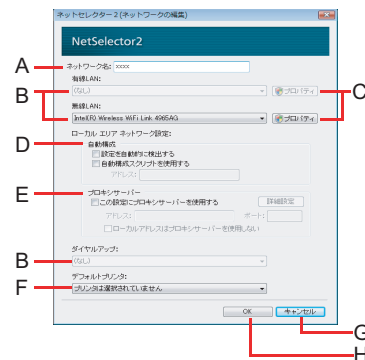 ネットセレクター2(ネットワークの編集)
NetSelector2
A
ネットワーク名: xxxx
有線LAN:
B
(なし)
プロパティ
C
無線LAN:
Intel(R) Wireless WiFi Link 4965AG
プロパティ
ローカル エリア ネットワーク設定:
D
自動構成
設定を自動的に検出する
自動構成スクリプトを使用する
アドレス:
E
プロキシサーバー
この設定にプロキシサーバーを使用する
詳細設定
アドレス:
ポート:
ローカルアドレスはプロキシサーバーを使用しない
ダイヤルアップ:
B
(なし)
デフォルトプリンタ:
F
プリンタは選択されていません
OK
キャンセル
G
H